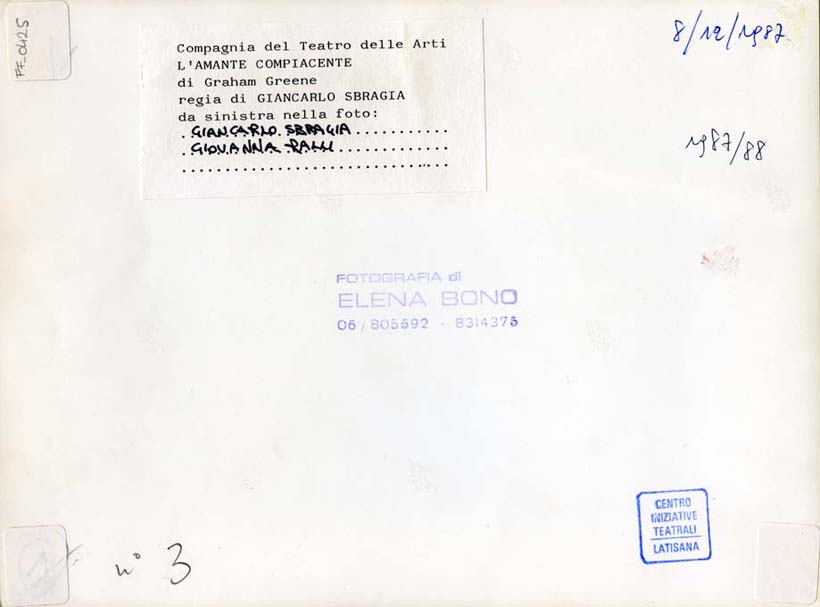 PF_0425
8/12/1987
Compagnia del Teatro delle Arti
L'AMANTE COMPIACENTE
di Graham Greene
regia di GIANCARLO SBRAGIA
da sinistra nella foto:
.GIANCARLO.SBRAGIA...........
.GIOVANNA.RALLI.............
...............................
1987/88
FOTOGRAFIA di
ELENA BONO
06/805692 - 8314375
CENTRO
INIZIATIVE
TEATRALI
LATISANA
n° 3